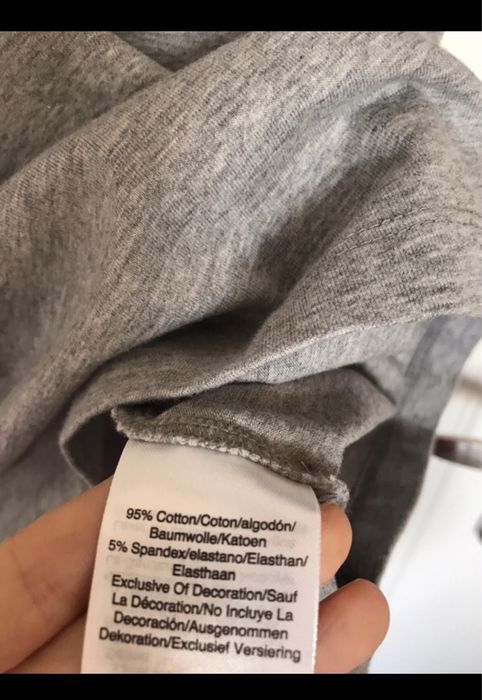 95% Cotton/Coton/algodón/
Baumwolle/Katoen
5% Spandex/elastano/Elasthan/
Elasthaan
Exclusive Of Decoration/Sauf
La Décoration/No Incluye La
Decoración/Ausgenommen
Dekoration/Exclusief Versiering